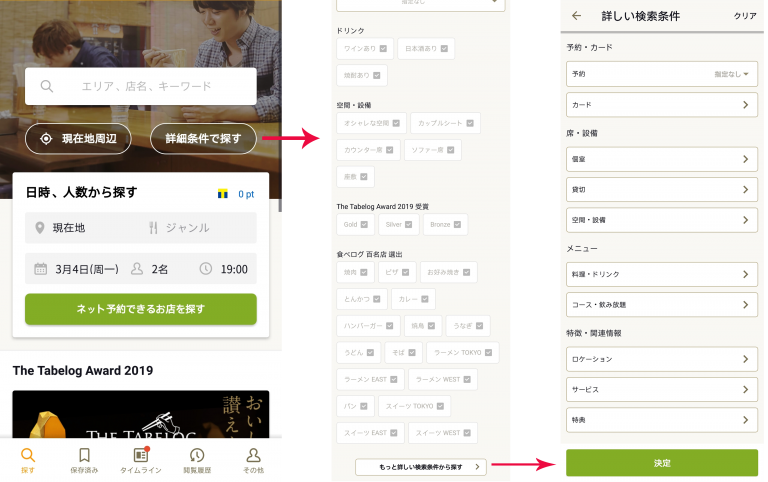 エリア、店名、キーワード
現在地周辺
詳細条件で探す
日時、人数から探す
0 pt
現在地
ジャンル
3月4日(周一)
2名
19:00
ネット予約できるお店を探す
The Tabelog Award 2019
おいし
讃え
THE TABELOG
探す
保存済み
タイムライン
閲覧履歴
その他
指定なし
ドリンク
ワインあり
日本酒あり
焼酎あり
空間・設備
オシャレな空間
カップルシート
カウンター席
ソファー席
座敷
The Tabelog Award 2019 受賞
Gold
Silver
Bronze
食べログ 百名店 選出
焼肉
ピザ
お好み焼き
とんかつ
カレー
ハンバーガー
焼鳥
うなぎ
うどん
そば
ラーメン TOKYO
ラーメン EAST
ラーメン WEST
パン
スイーツ TOKYO
スイーツ EAST
スイーツ WEST
もっと詳しい検索条件から探す
詳しい検索条件
クリア
予約・カード
予約
指定なし
カード
席・設備
個室
貸切
空間・設備
メニュー
料理・ドリンク
コース・飲み放題
特徴・関連情報
ロケーション
サービス
特典
決定